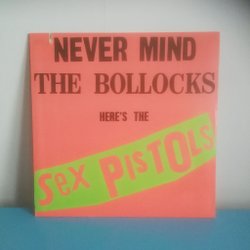 NEVER MIND
THE BOLLOCKS
HERE'S THE
Sex PISTOLS